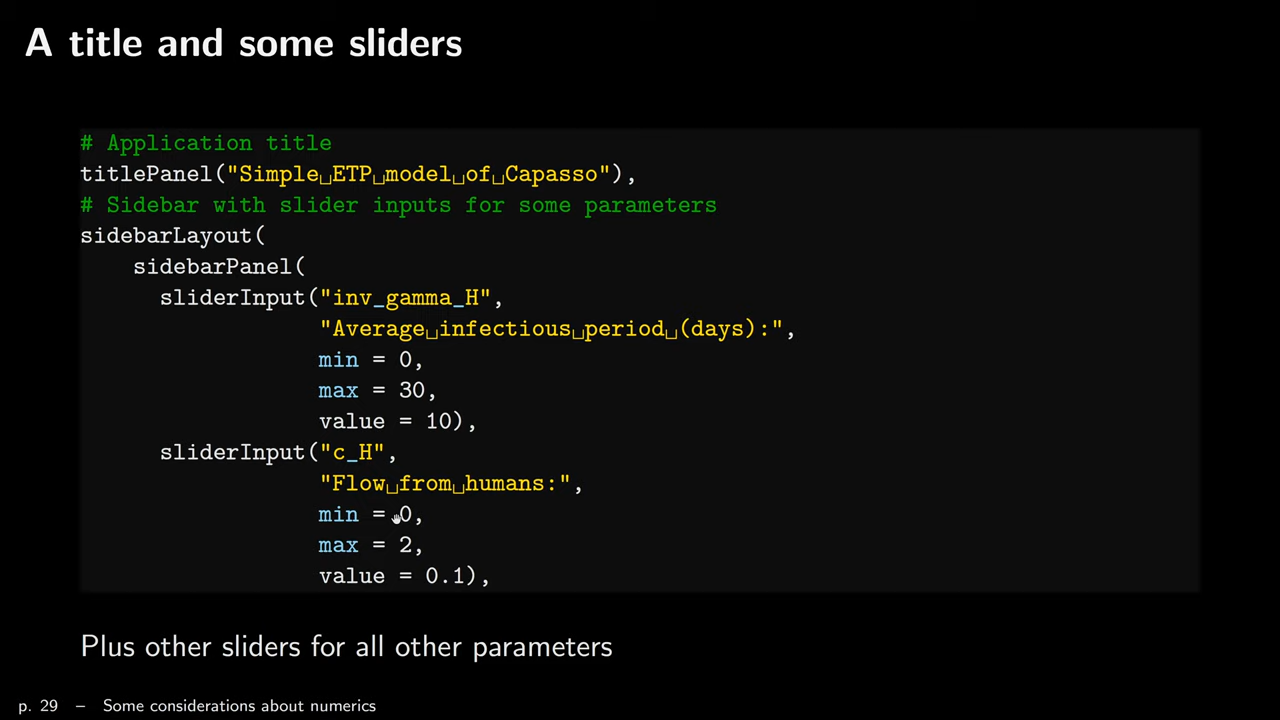 A title and some sliders
# Application title
titlePanel("Simple␣ETP␣model␣of␣Capasso"),
# Sidebar with slider inputs for some parameters
sidebarLayout(
    sidebarPanel(
      sliderInput("inv_gamma_H",
                  "Average␣infectious␣period␣(days):",
                  min = 0,
                  max = 30,
                  value = 10),
      sliderInput("c_H",
                  "Flow␣from␣humans:",
                  min = 0,
                  max = 2,
                  value = 0.1),
Plus other sliders for all other parameters
p. 29 – Some considerations about numerics